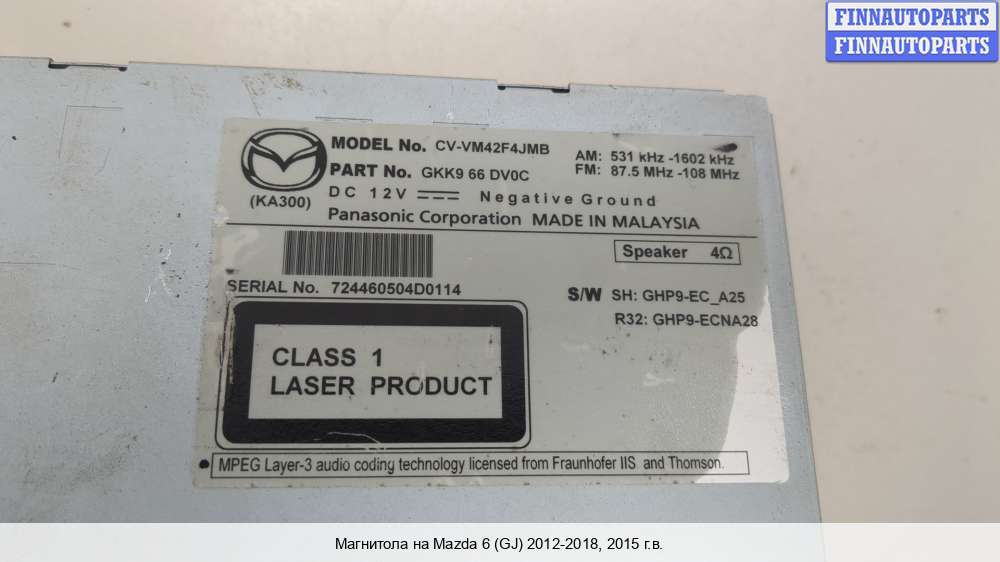 FINNAUTOPARTS
FINNAUTOPARTS
MODEL No. CV-VM42F4JMB
PART No. GKK9 66 DV0C
AM: 531 kHz -1602 kHz
FM: 87.5 MHz -108 MHz
(KA300)
DC 12V Negative Ground
Panasonic Corporation MADE IN MALAYSIA
Speaker 4Ω
SERIAL No. 724460504D0114
S/W SH: GHP9-EC_A25
R32: GHP9-ECNA28
CLASS 1
LASER PRODUCT
MPEG Layer-3 audio coding technology licensed from Fraunhofer IIS and Thomson.
Магнитола на Mazda 6 (GJ) 2012-2018, 2015 г.в.